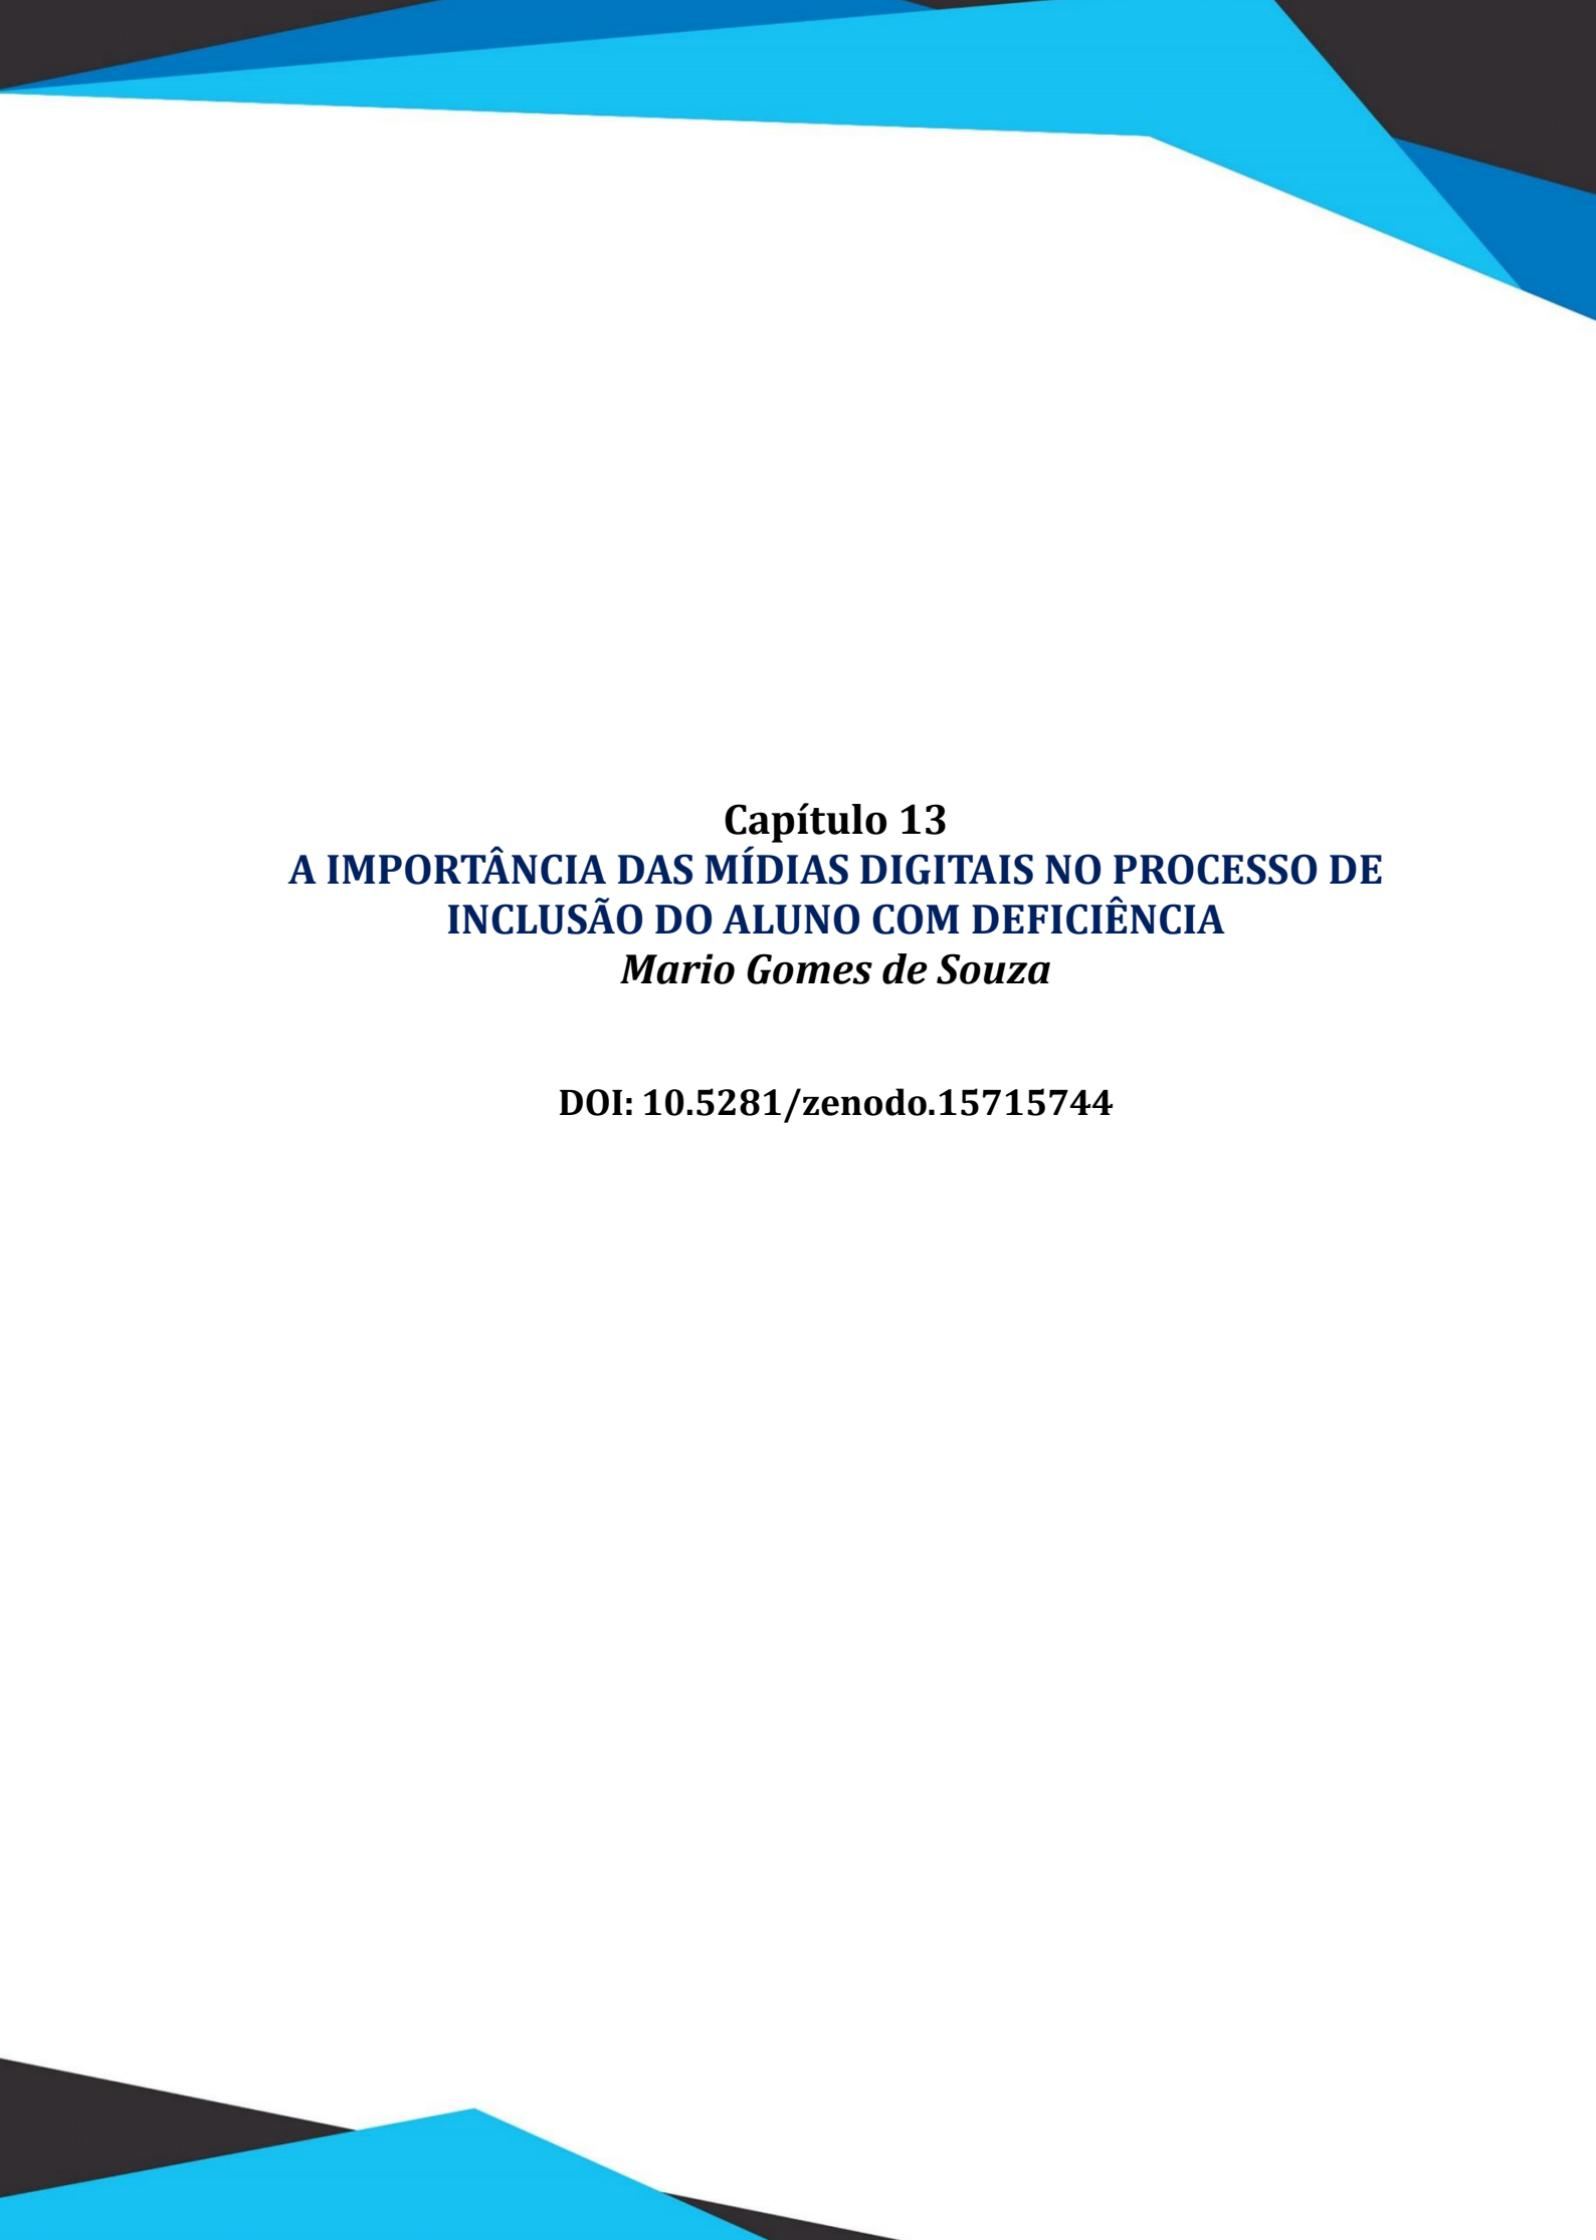 Capítulo 13
A IMPORTÂNCIA DAS MÍDIAS DIGITAIS NO PROCESSO DE
INCLUSÃO DO ALUNO COM DEFICIÊNCIA
Mario Gomes de Souza
DOI: 10.5281/zenodo.15715744